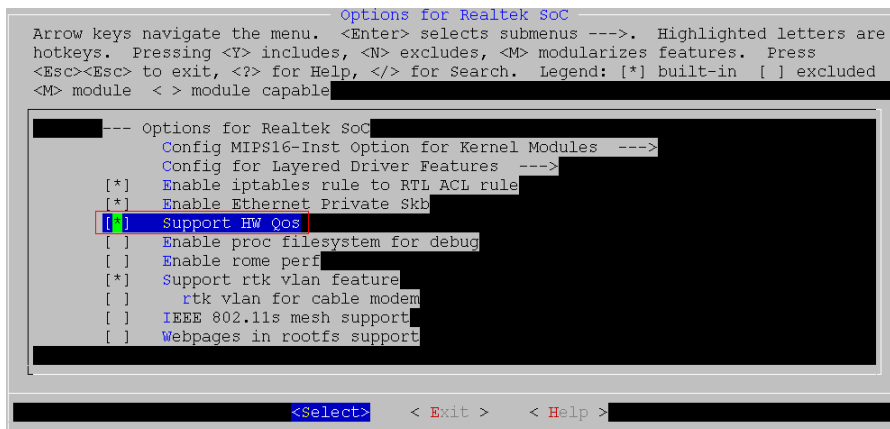 Options for Realtek SoC
Arrow keys navigate the menu. <Enter> selects submenus --->. Highlighted letters are
hotkeys. Pressing <Y> includes, <N> excludes, <M> modularizes features. Press
<Esc><Esc> to exit, <?> for Help, </> for Search. Legend: [*] built-in [ ] excluded
<M> module < > module capable
--- Options for Realtek SoC
Config MIPS16-Inst Option for Kernel Modules --->
Config for Layered Driver Features --->
[*] Enable iptables rule to RTL ACL rule
[*] Enable Ethernet Private Skb
[*] Support HW Qos
[ ] Enable proc filesystem for debug
[ ] Enable rome perf
[*] Support rtk vlan feature
[ ] rtk vlan for cable modem
[ ] IEEE 802.11s mesh support
[ ] Webpages in rootfs support
<Select> < Exit > < Help >